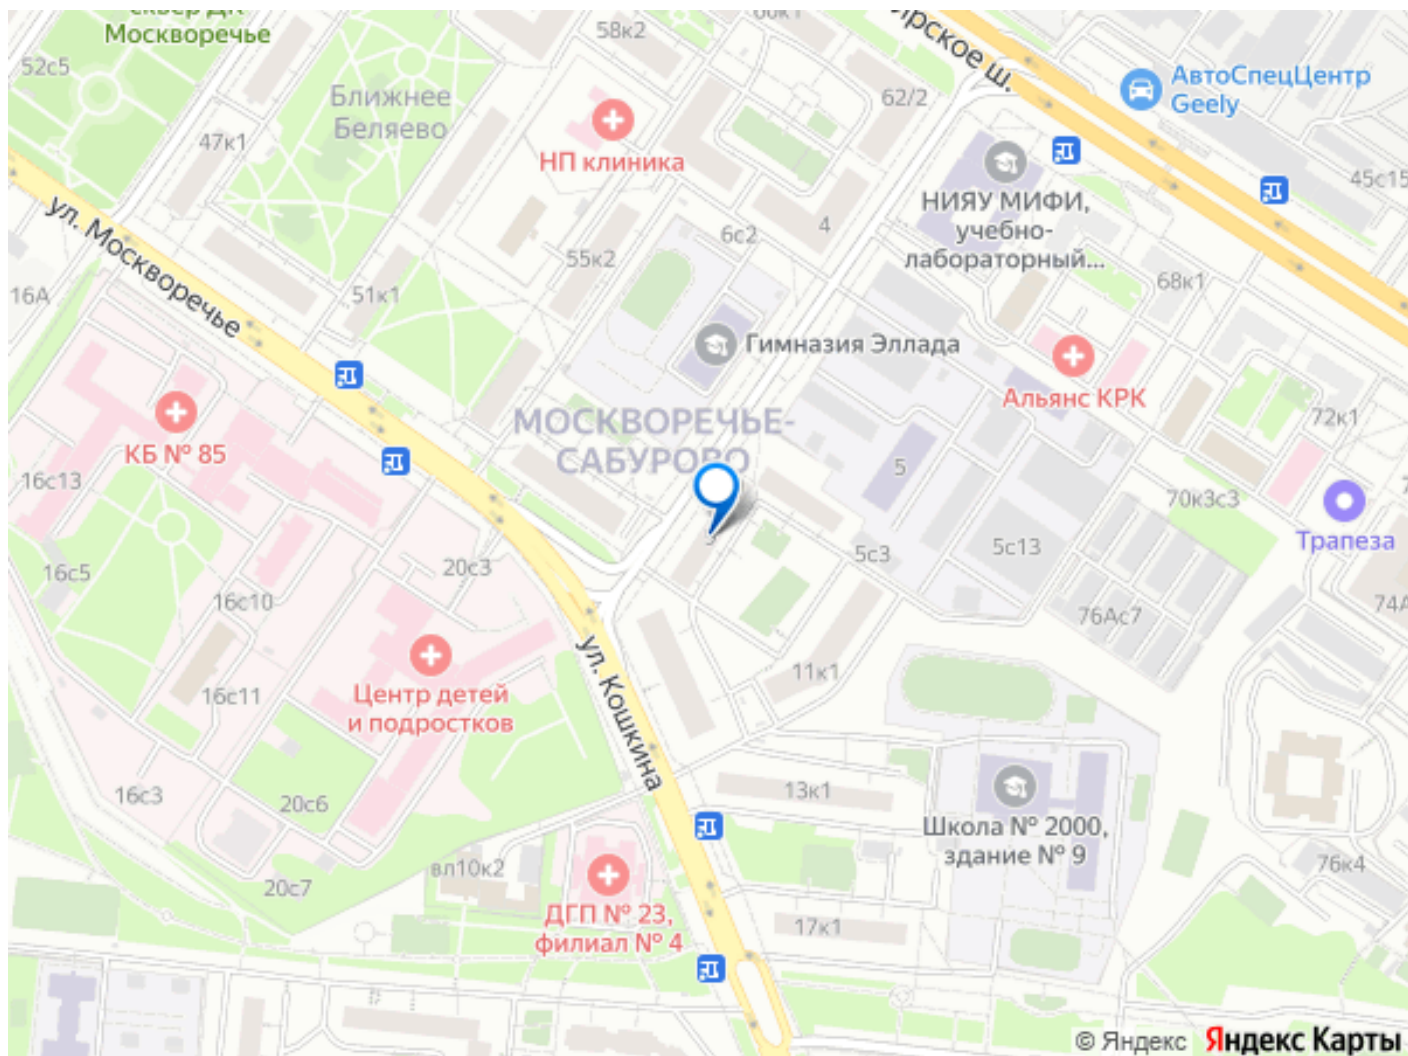 сквер ДК
Москворечье
60к1
58к2
52с5
Ближнее
Беляево
47к1
НП клиника
62/2
АвтоСпецЦентр
Geely
45с15
НИЯУ МИФИ,
учебно-
лабораторный...
ул. Москворечье
6с2
4
55к2
68к1
16А
51к1
Гимназия Эллада
Альянс КРК
72к1
МОСКВОРЕЧЬЕ-
САБУРОВО
КБ № 85
5
16с13
70к3с3
Трапеза
5с3
5с13
20с3
16с5
16с10
76Ас7
74А
ул. Кошкина
11к1
16с11
Центр детей
и подростков
13к1
16с3
20с6
Школа № 2000,
здание № 9
76к4
вл10к2
20с7
ДГП № 23,
филиал № 4
17к1
© Яндекс Яндекс Карты